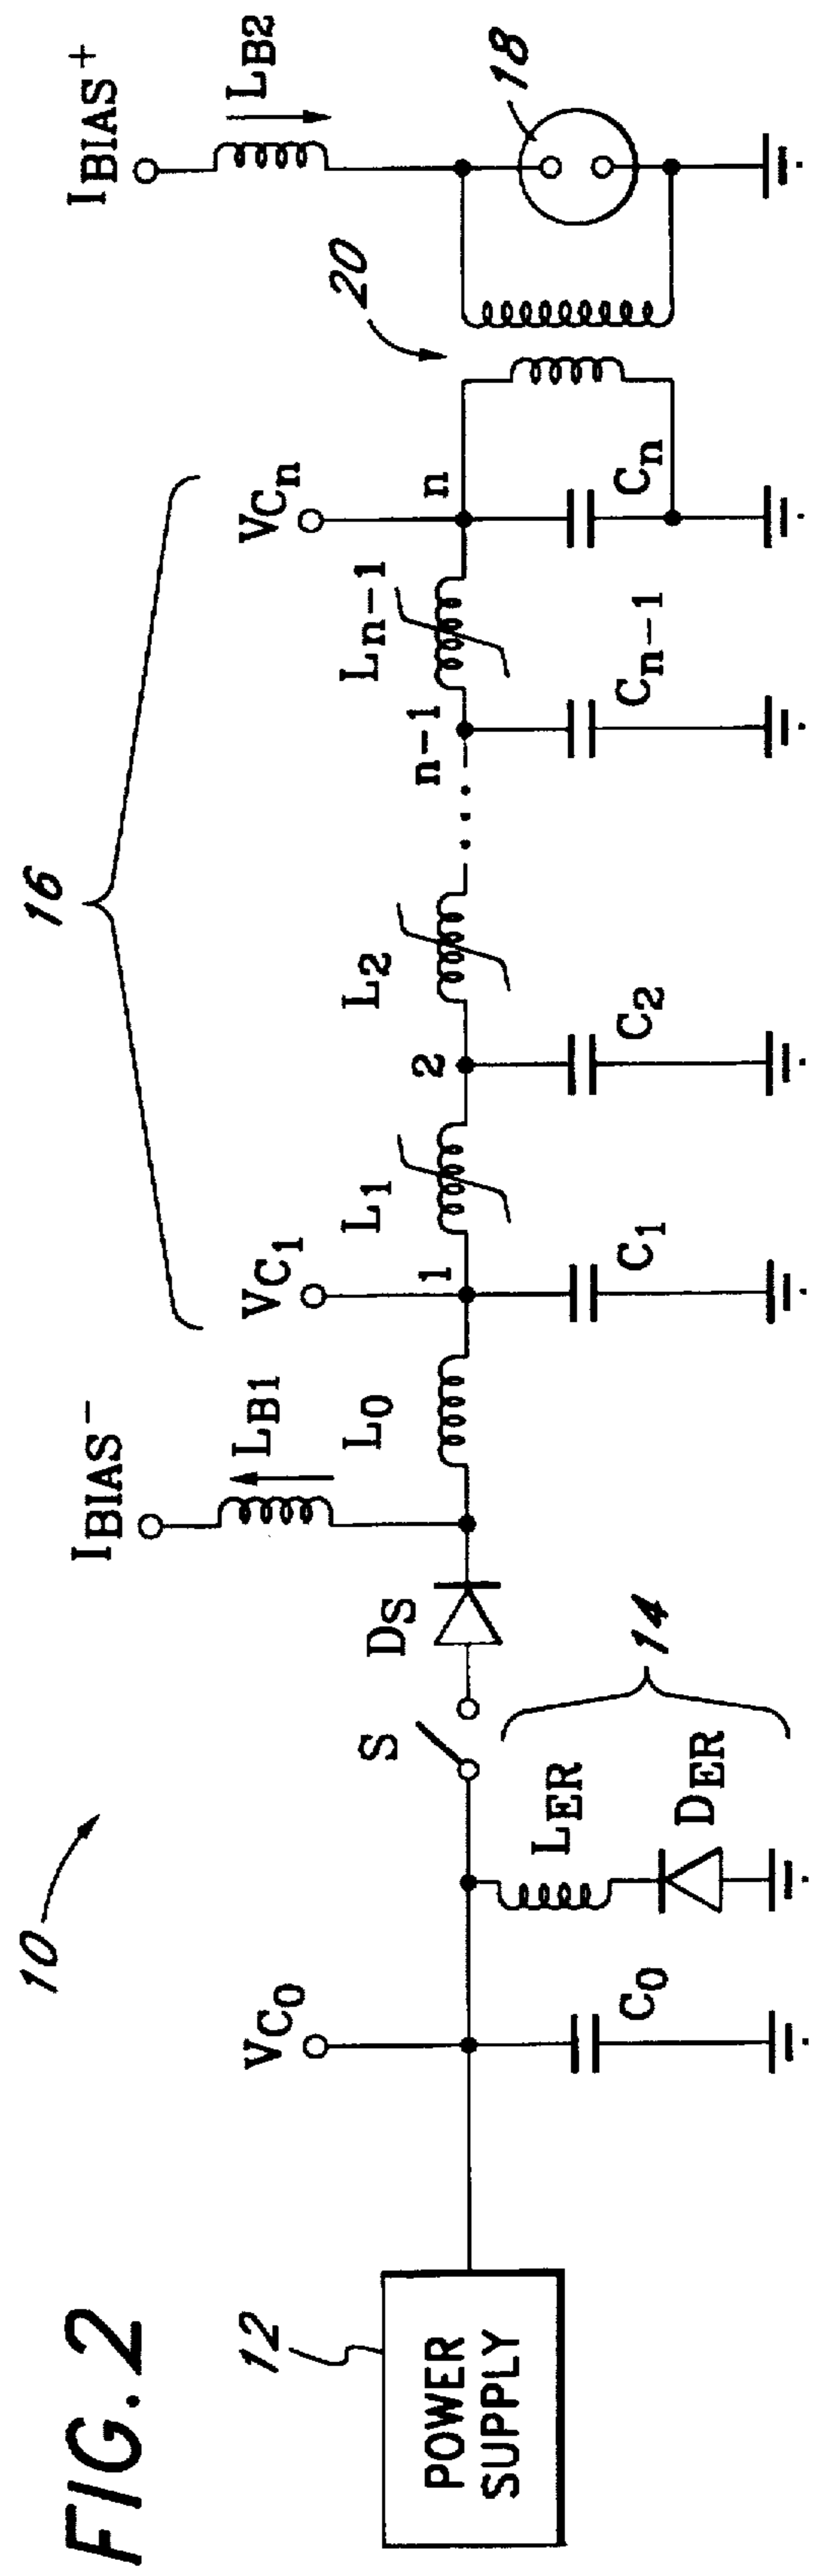 FIG. 2
10
12
POWER
SUPPLY
VC0
C0
LER
DER
14
S
DS
IBIAS−
LB1
L0
16
VC1
1
C1
L1
2
C2
L2
...
n−1
Cn−1
Ln−1
VCn
n
Cn
20
IBIAS+
LB2
18